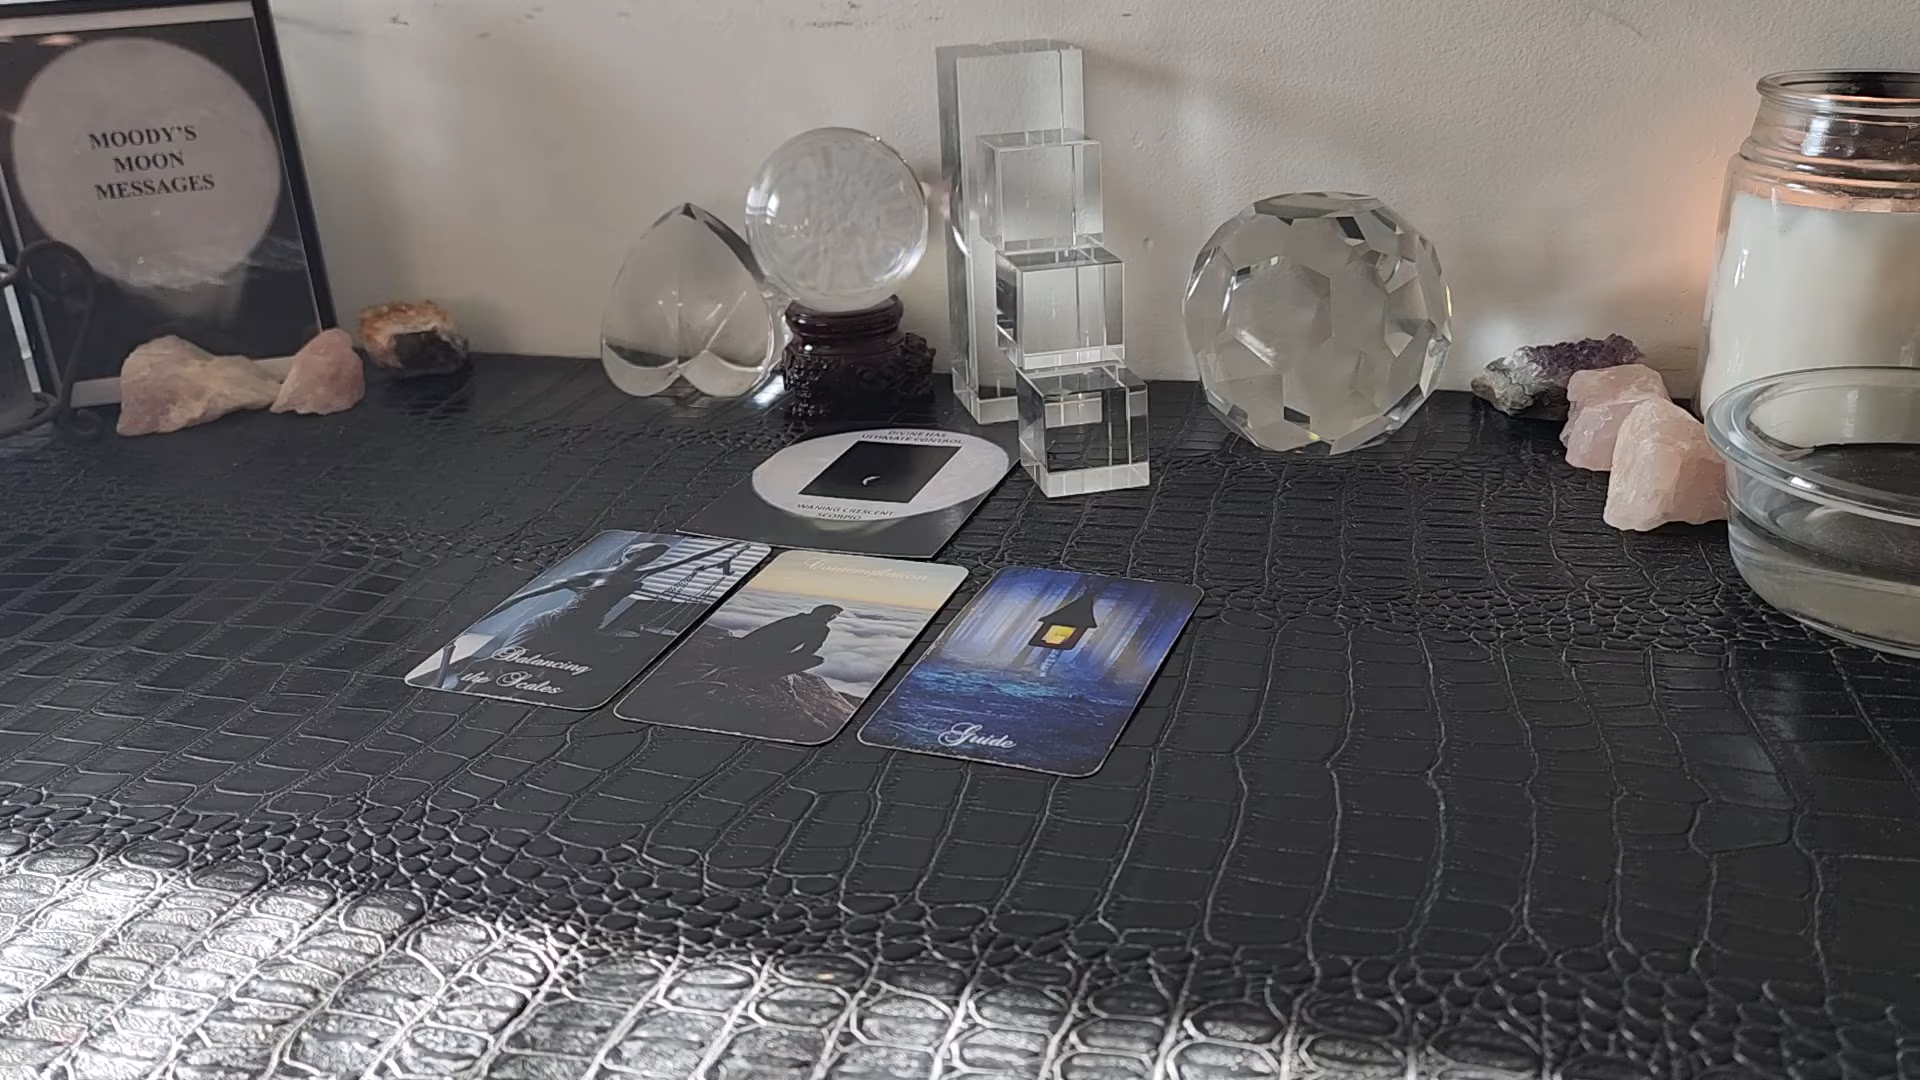 MOODY'S
MOON
MESSAGES
DIVINE HAS
ULTIMATE CONTROL
WANING CRESCENT
SCORPIO
Balancing
the Scales
Contemplation
Guide